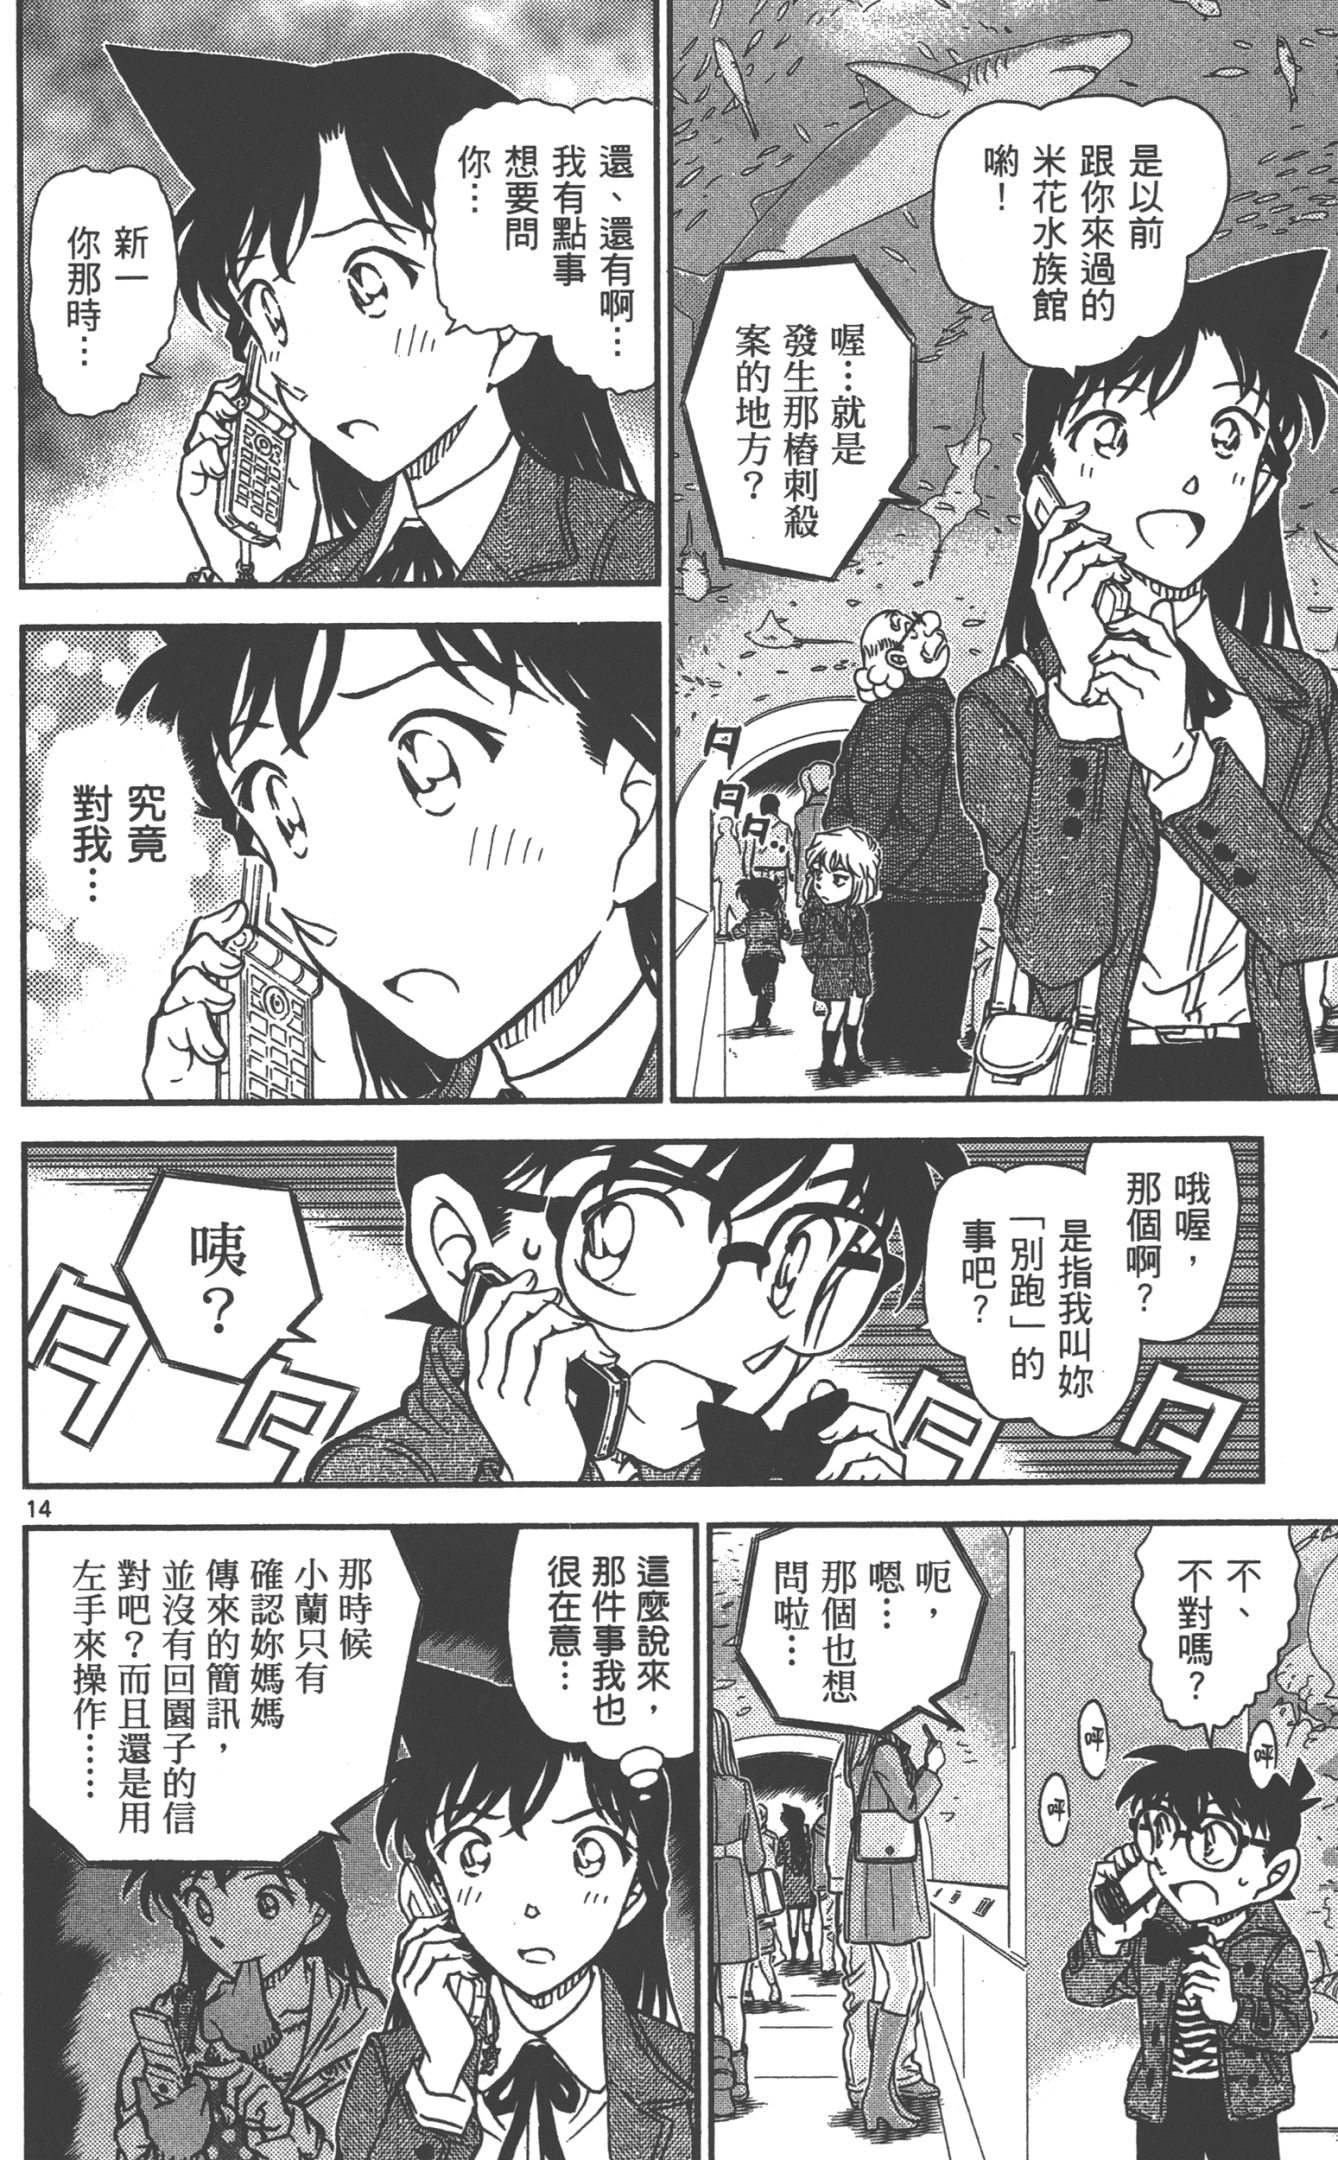 是以前
跟你來過的
米花水族館
喲！
喔…就是
發生那樁刺殺
案的地方？
噠
噠
噠…
還、還有啊…
我有點事
想要問
你…
新一
你那時…
究竟
對我…
哦喔，
那個啊？
是指我叫妳
「別跑」的
事吧？
咦？
不、
不對嗎？
呼
呼
呼
呃，
嗯…
那個也想
問啦…
這麼說來，
那件事我也
很在意…
那時候
小蘭只有
確認妳媽媽
傳來的簡訊，
並沒有回園子的信
對吧？而且還是用
左手來操作……
14